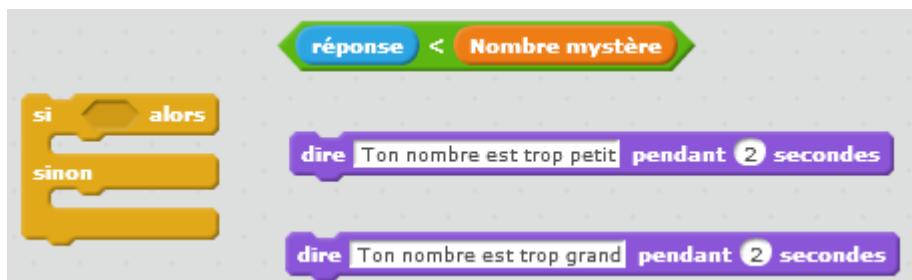 réponse < Nombre mystère
si alors
sinon
dire Ton nombre est trop petit pendant 2 secondes
dire Ton nombre est trop grand pendant 2 secondes